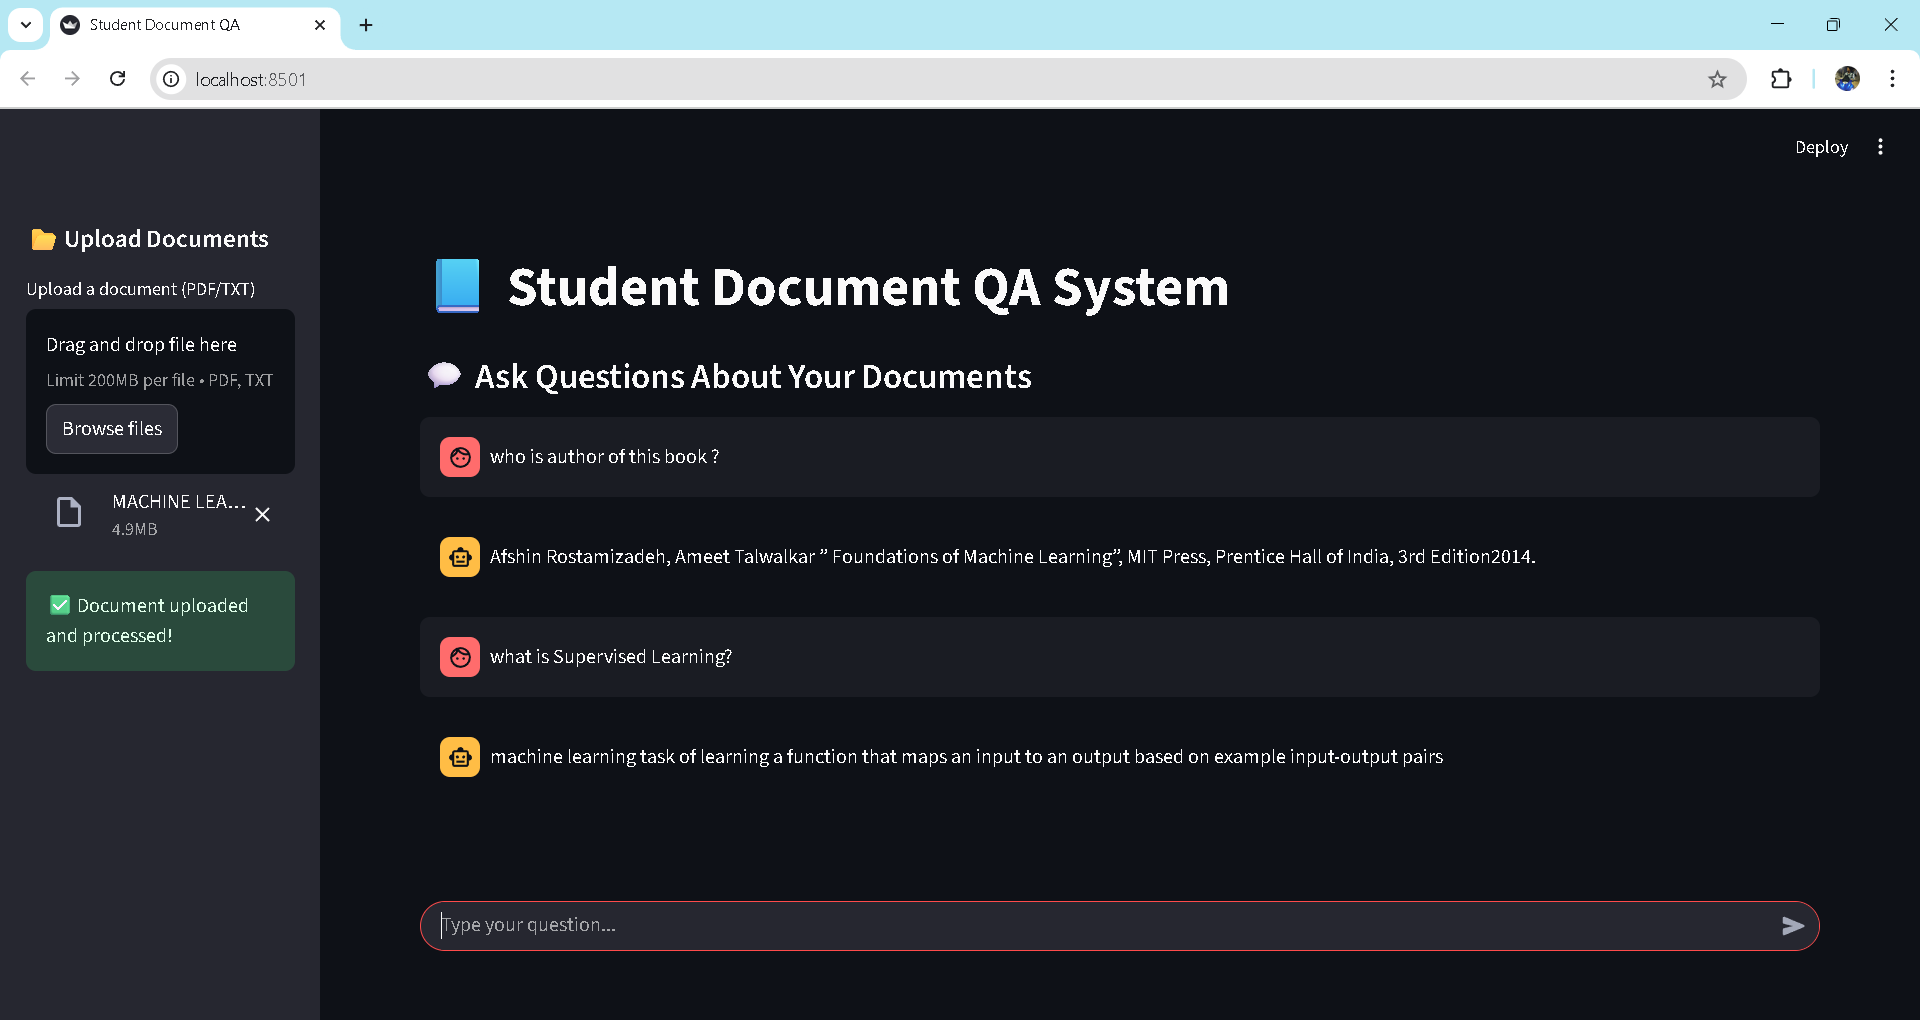 Student Document QA
localhost:8501
Deploy
Upload Documents
Upload a document (PDF/TXT)
Drag and drop file here
Limit 200MB per file • PDF, TXT
Browse files
MACHINE LEA...
4.9MB
Document uploaded
and processed!
Student Document QA System
Ask Questions About Your Documents
who is author of this book ?
Afshin Rostamizadeh, Ameet Talwalkar ” Foundations of Machine Learning”, MIT Press, Prentice Hall of India, 3rd Edition2014.
what is Supervised Learning?
machine learning task of learning a function that maps an input to an output based on example input-output pairs
Type your question...